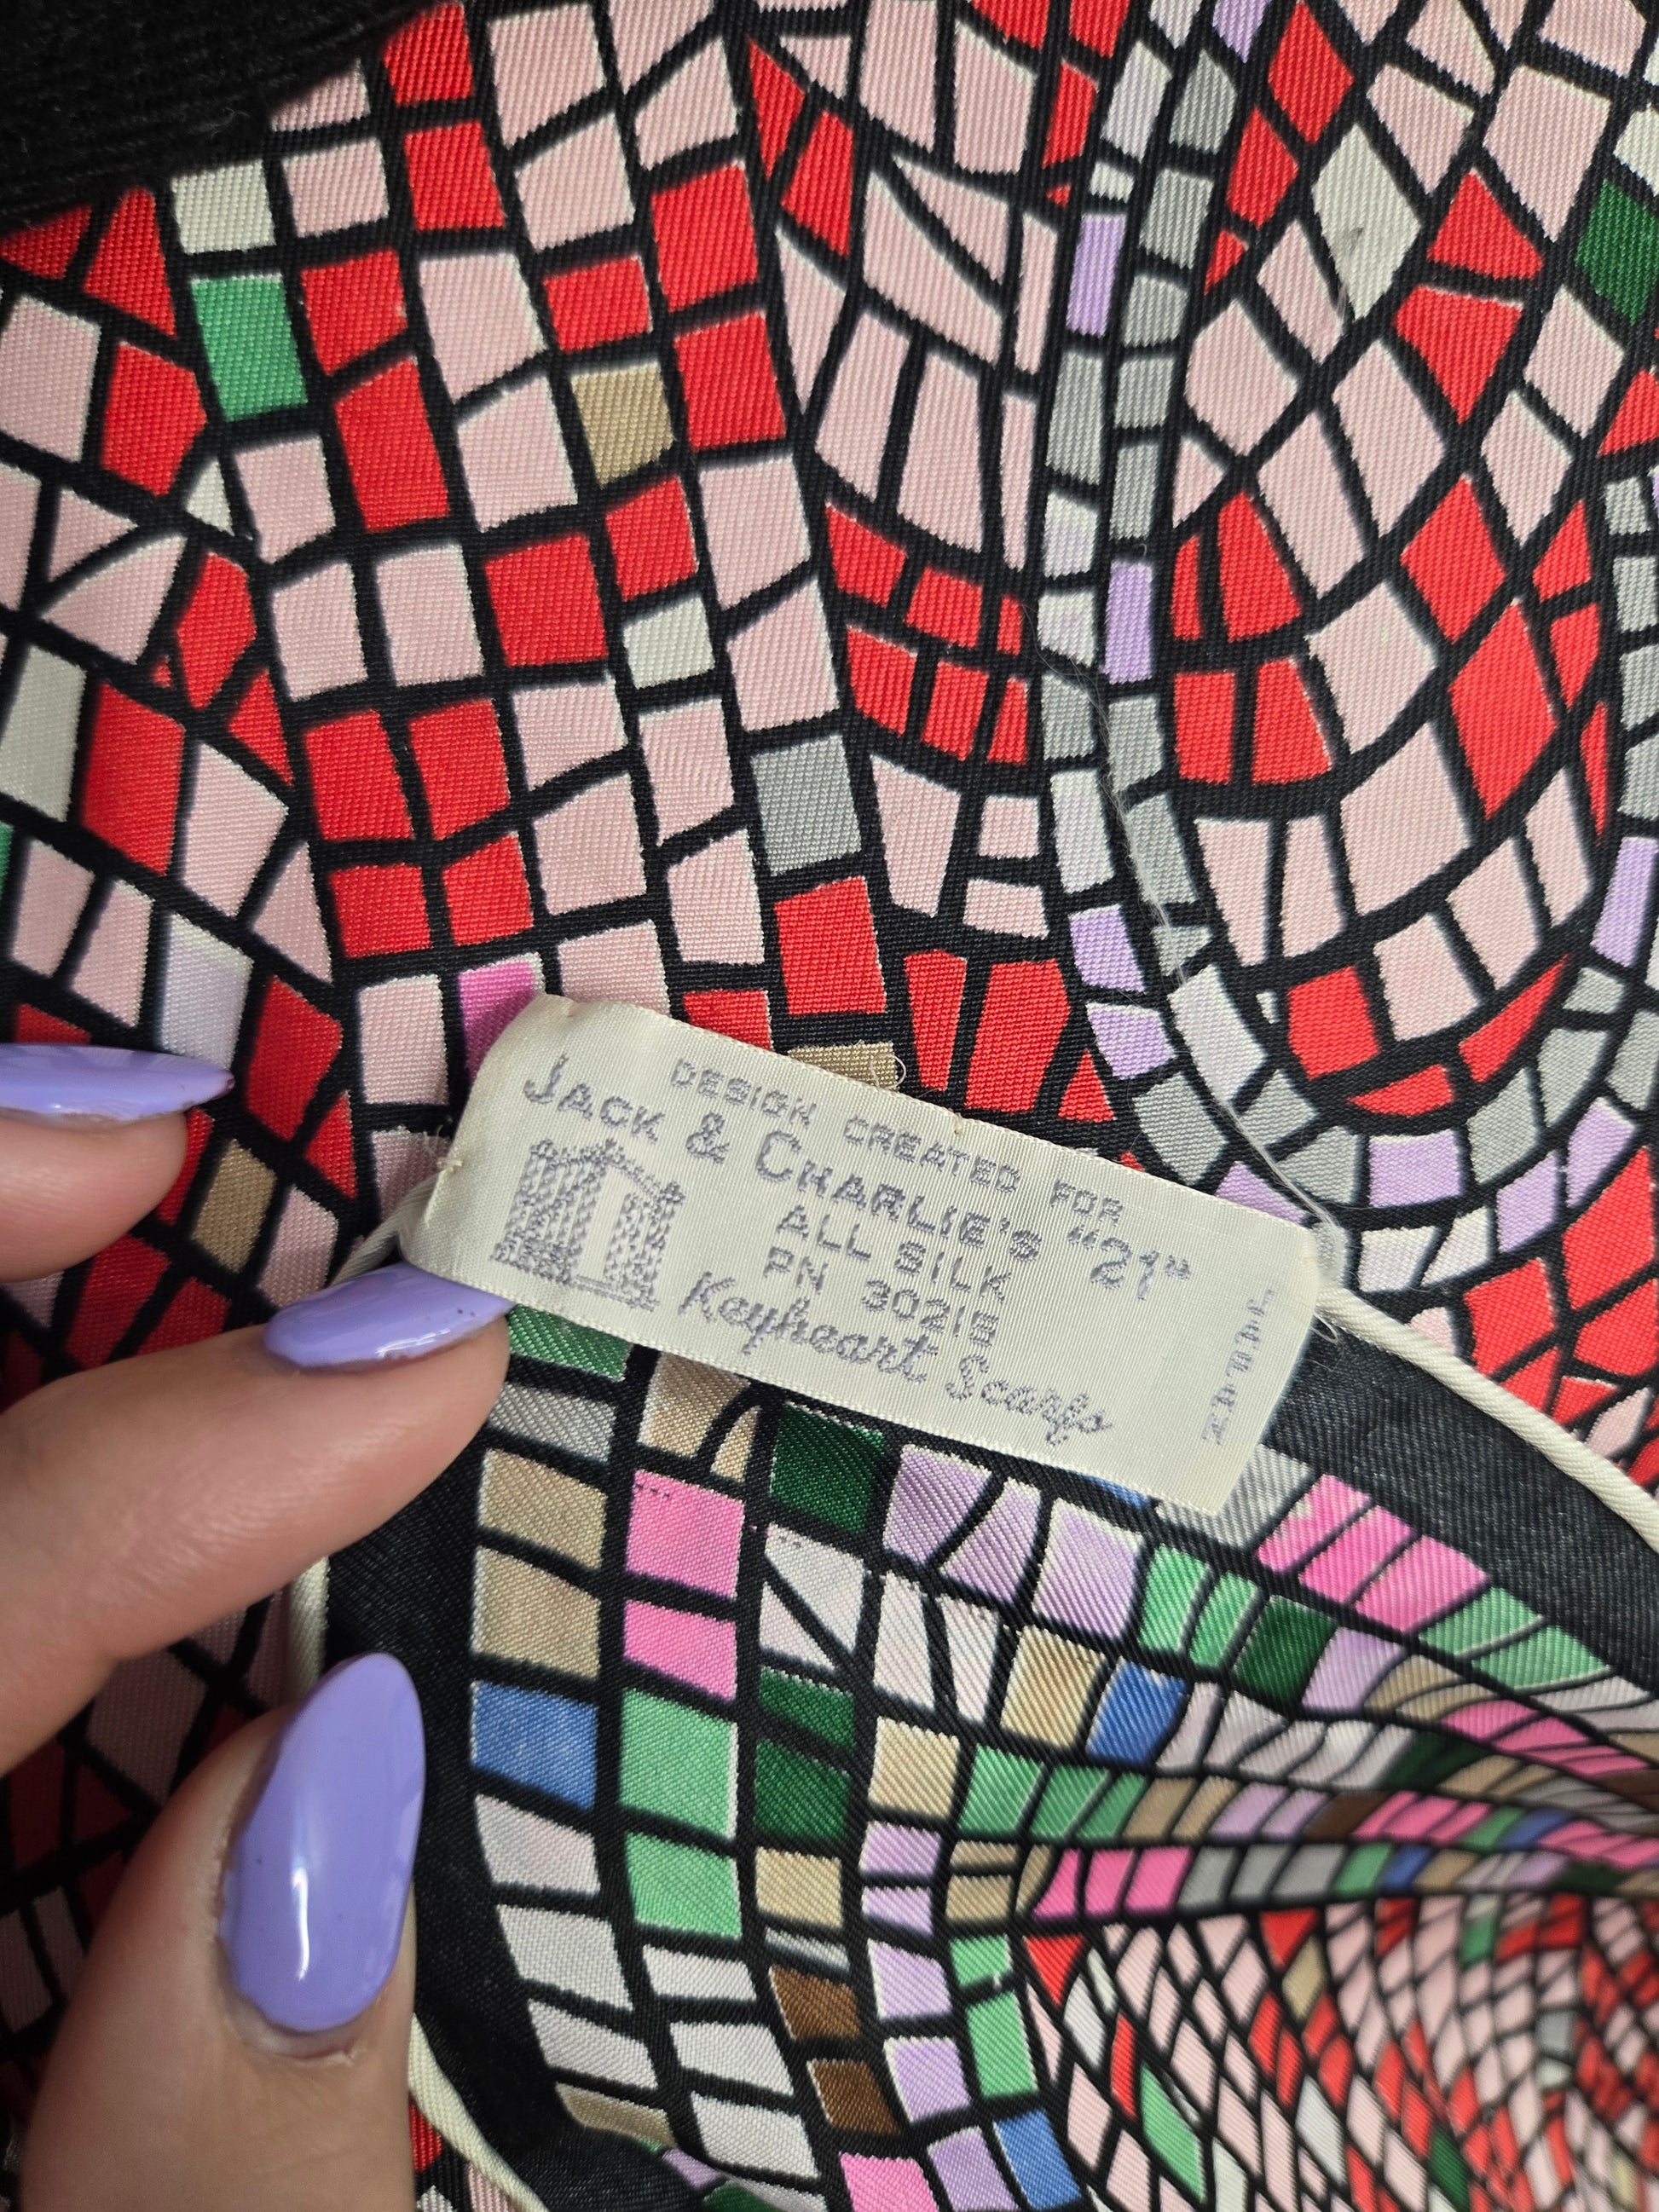 DESIGN CREATED FOR
JACK & CHARLIE'S "21"
ALL SILK
PN 30215
Keyheart Scarfs